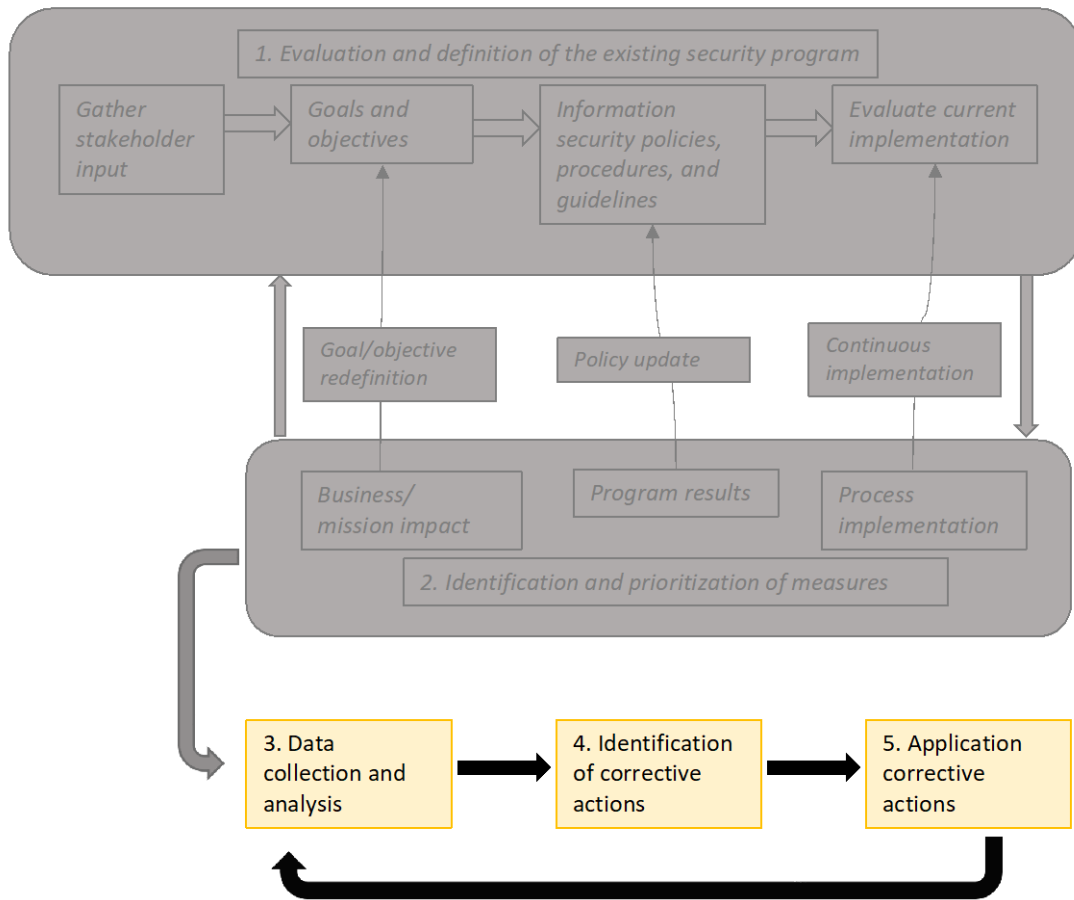 1. Evaluation and definition of the existing security program
Gather
stakeholder
input
Goals and
objectives
Information
security policies,
procedures, and
guidelines
Evaluate current
implementation
Goal/objective
redefinition
Policy update
Continuous
implementation
Business/
mission impact
Program results
Process
implementation
2. Identification and prioritization of measures
3. Data
collection and
analysis
4. Identification
of corrective
actions
5. Application
corrective
actions